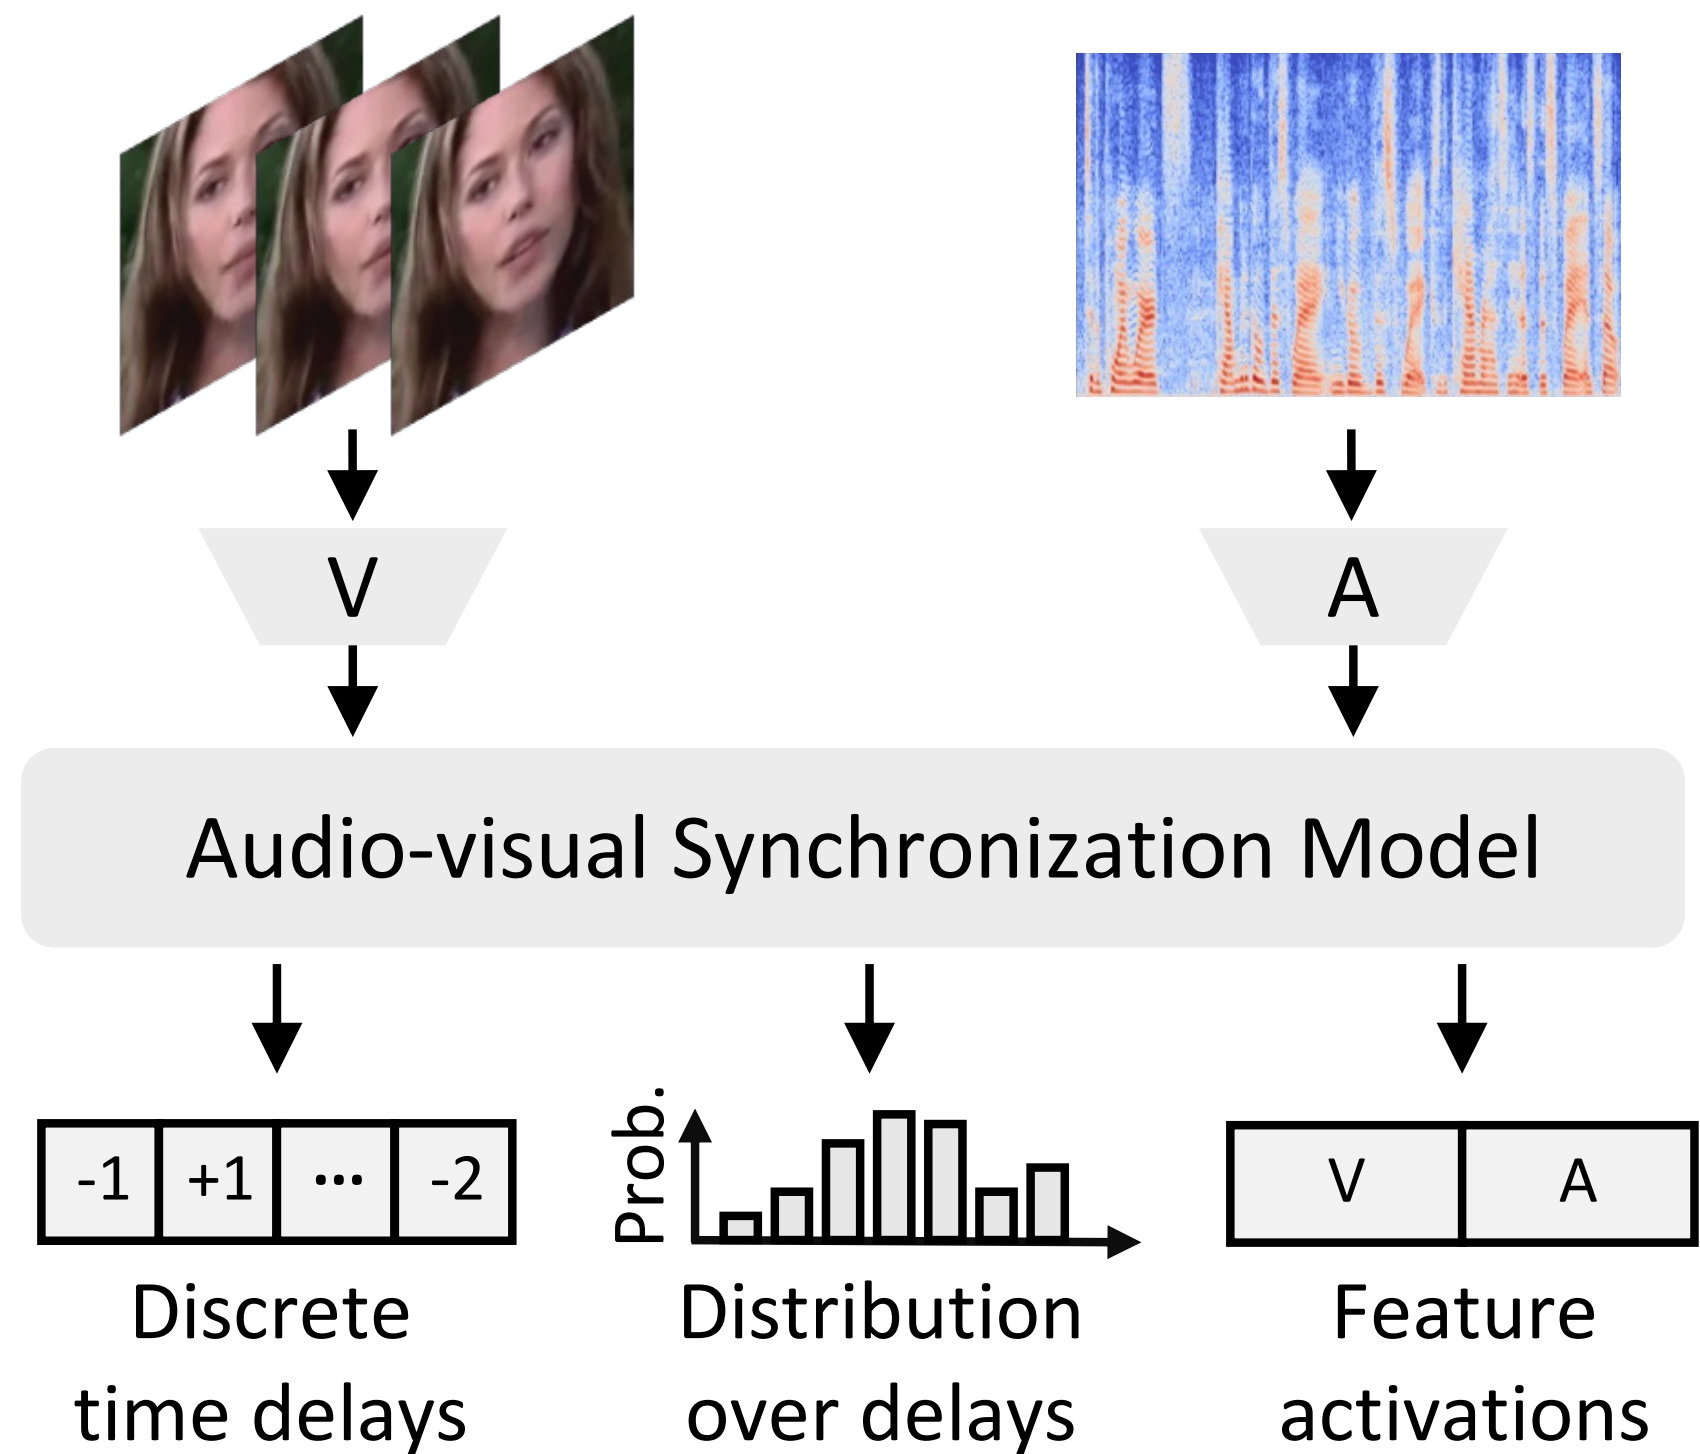 V
A
Audio-visual Synchronization Model
-1 +1 ... -2
Prob.
V A
Discrete
time delays
Distribution
over delays
Feature
activations